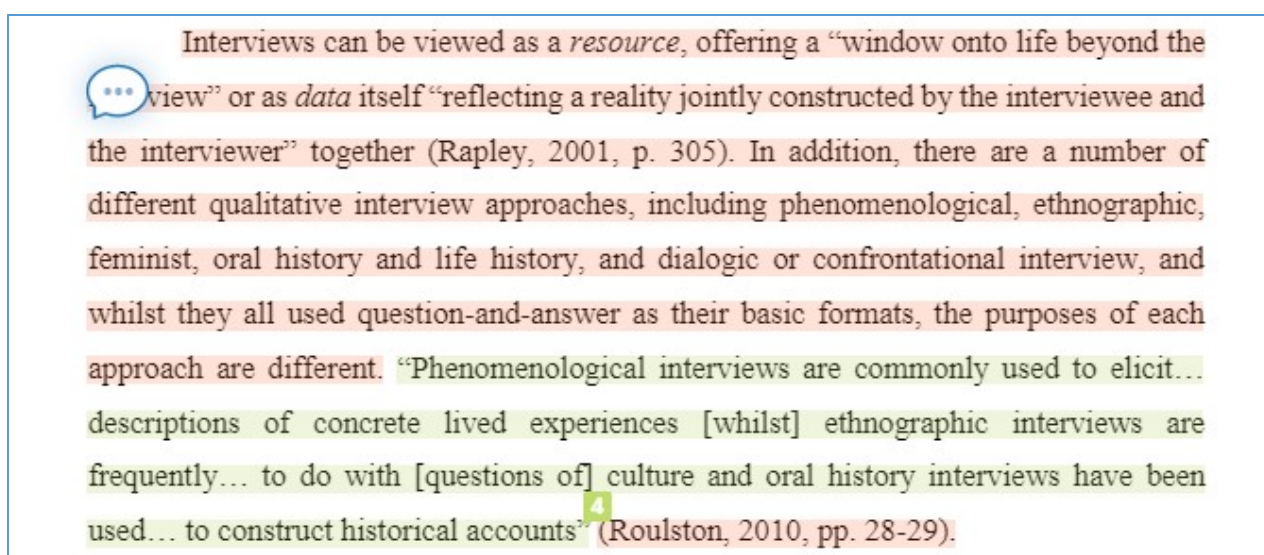 Interviews can be viewed as a resource, offering a “window onto life beyond the
view” or as data itself “reflecting a reality jointly constructed by the interviewee and
the interviewer” together (Rapley, 2001, p. 305). In addition, there are a number of
different qualitative interview approaches, including phenomenological, ethnographic,
feminist, oral history and life history, and dialogic or confrontational interview, and
whilst they all used question-and-answer as their basic formats, the purposes of each
approach are different. “Phenomenological interviews are commonly used to elicit…
descriptions of concrete lived experiences [whilst] ethnographic interviews are
frequently… to do with [questions of] culture and oral history interviews have been
used… to construct historical accounts” 4 (Roulston, 2010, pp. 28-29).